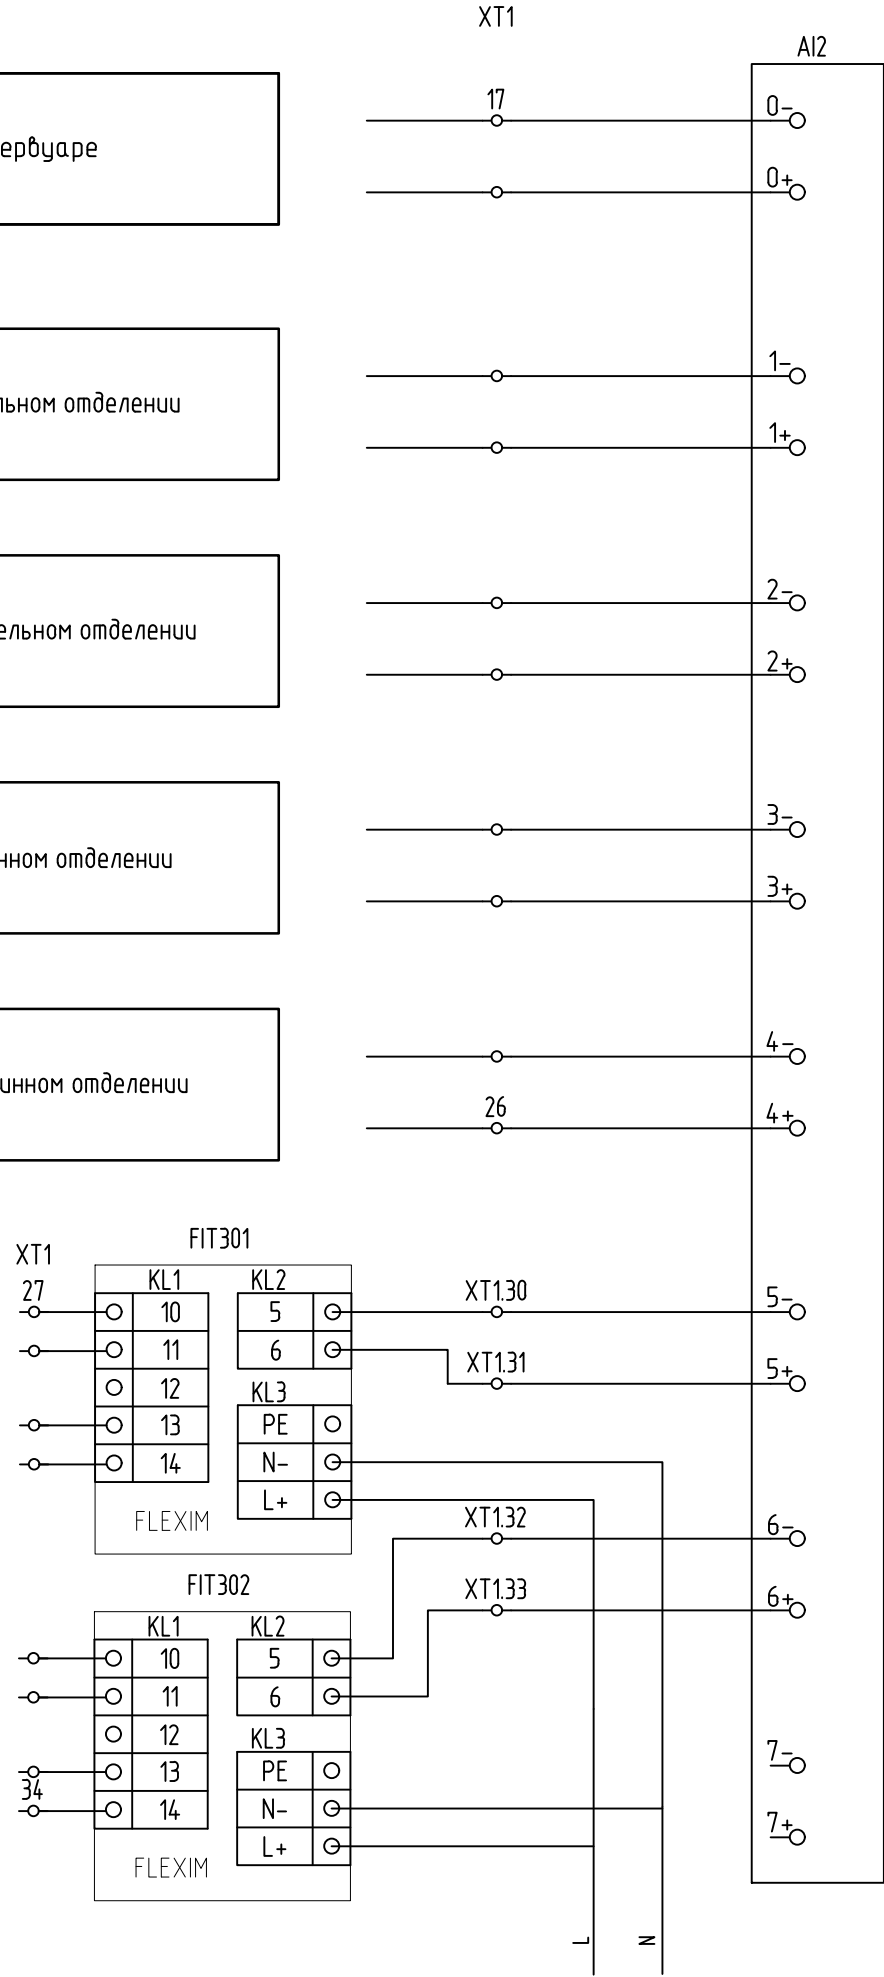 XT1
AI2
17
0-
0+
ервуаре
1-
1+
льном отделении
2-
2+
ельном отделении
3-
3+
нном отделении
4-
26
4+
инном отделении
FIT301
XT1
27
KL1
KL2
10
5
XT1.30
5-
11
6
XT1.31
5+
12
KL3
13
PE
14
N-
L+
FLEXIM
XT1.32
6-
FIT302
XT1.33
6+
KL1
KL2
10
5
11
6
12
KL3
7-
34
13
PE
14
N-
7+
L+
FLEXIM
L
N